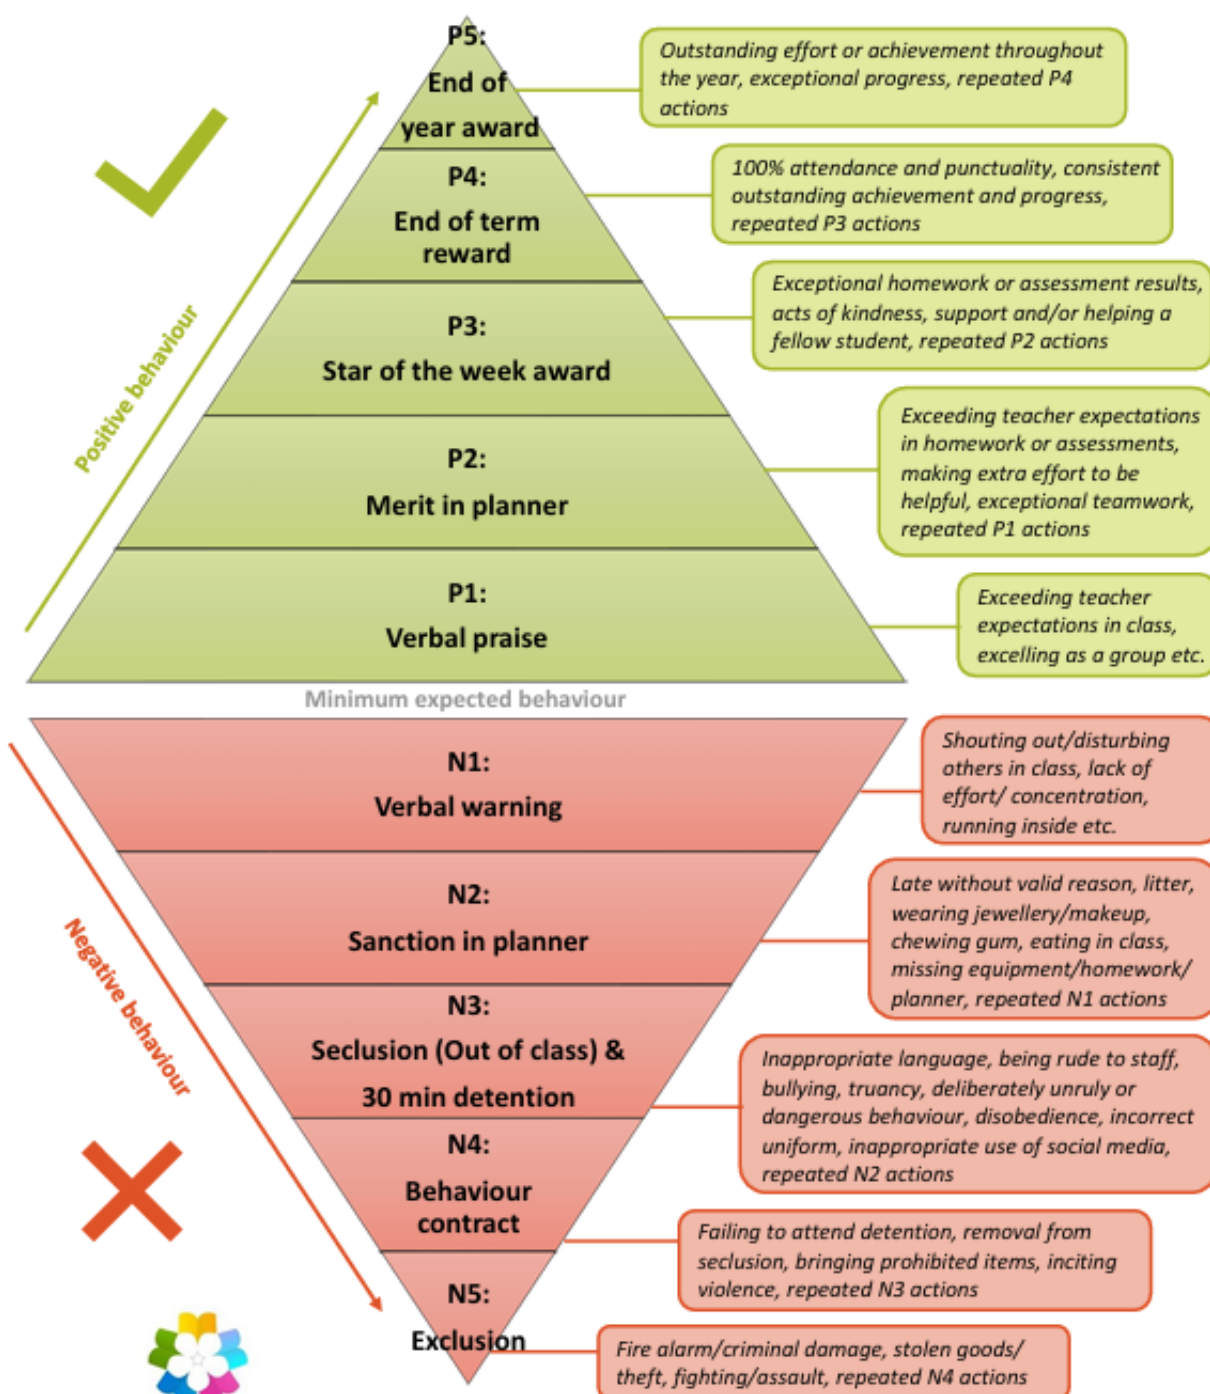 P5:
End of
year award
Outstanding effort or achievement throughout
the year, exceptional progress, repeated P4
actions
P4:
End of term
reward
100% attendance and punctuality, consistent
outstanding achievement and progress,
repeated P3 actions
P3:
Star of the week award
Exceptional homework or assessment results,
acts of kindness, support and/or helping a
fellow student, repeated P2 actions
Positive behaviour
P2:
Merit in planner
Exceeding teacher expectations
in homework or assessments,
making extra effort to be
helpful, exceptional teamwork,
repeated P1 actions
P1:
Verbal praise
Exceeding teacher
expectations in class,
excelling as a group etc.
Minimum expected behaviour
N1:
Verbal warning
Shouting out/disturbing
others in class, lack of
effort/ concentration,
running inside etc.
N2:
Sanction in planner
Late without valid reason, litter,
wearing jewellery/makeup,
chewing gum, eating in class,
missing equipment/homework/
planner, repeated N1 actions
Negative behaviour
N3:
Seclusion (Out of class) &
30 min detention
Inappropriate language, being rude to staff,
bullying, truancy, deliberately unruly or
dangerous behaviour, disobedience, incorrect
uniform, inappropriate use of social media,
repeated N2 actions
N4:
Behaviour
contract
Failing to attend detention, removal from
seclusion, bringing prohibited items, inciting
violence, repeated N3 actions
N5:
Exclusion
Fire alarm/criminal damage, stolen goods/
theft, fighting/assault, repeated N4 actions